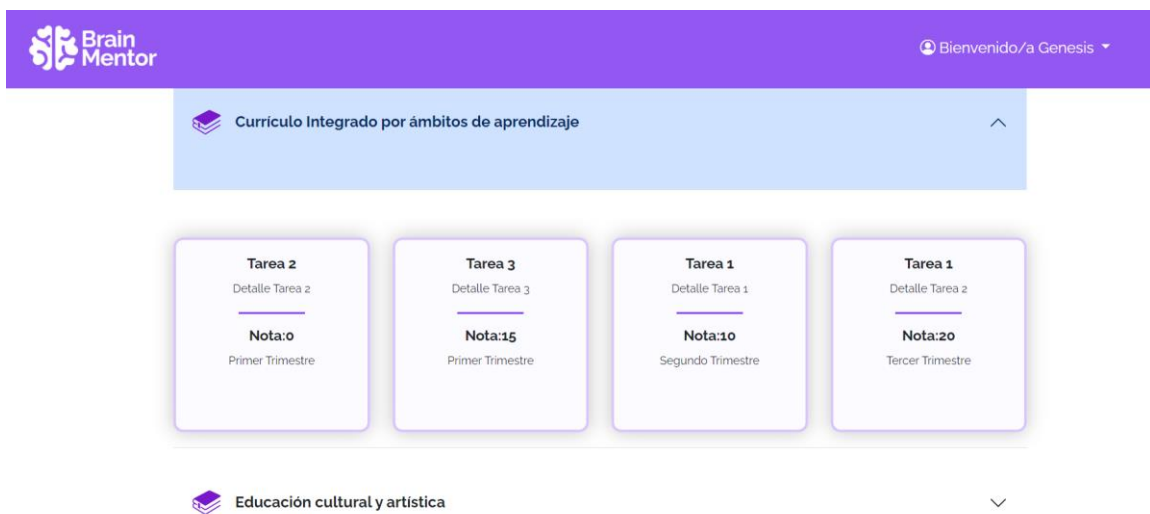 Brain
Mentor
Bienvenido/a Genesis
Currículo Integrado por ámbitos de aprendizaje
Tarea 2
Detalle Tarea 2
Nota:0
Primer Trimestre
Tarea 3
Detalle Tarea 3
Nota:15
Primer Trimestre
Tarea 1
Detalle Tarea 1
Nota:10
Segundo Trimestre
Tarea 1
Detalle Tarea 2
Nota:20
Tercer Trimestre
Educación cultural y artística